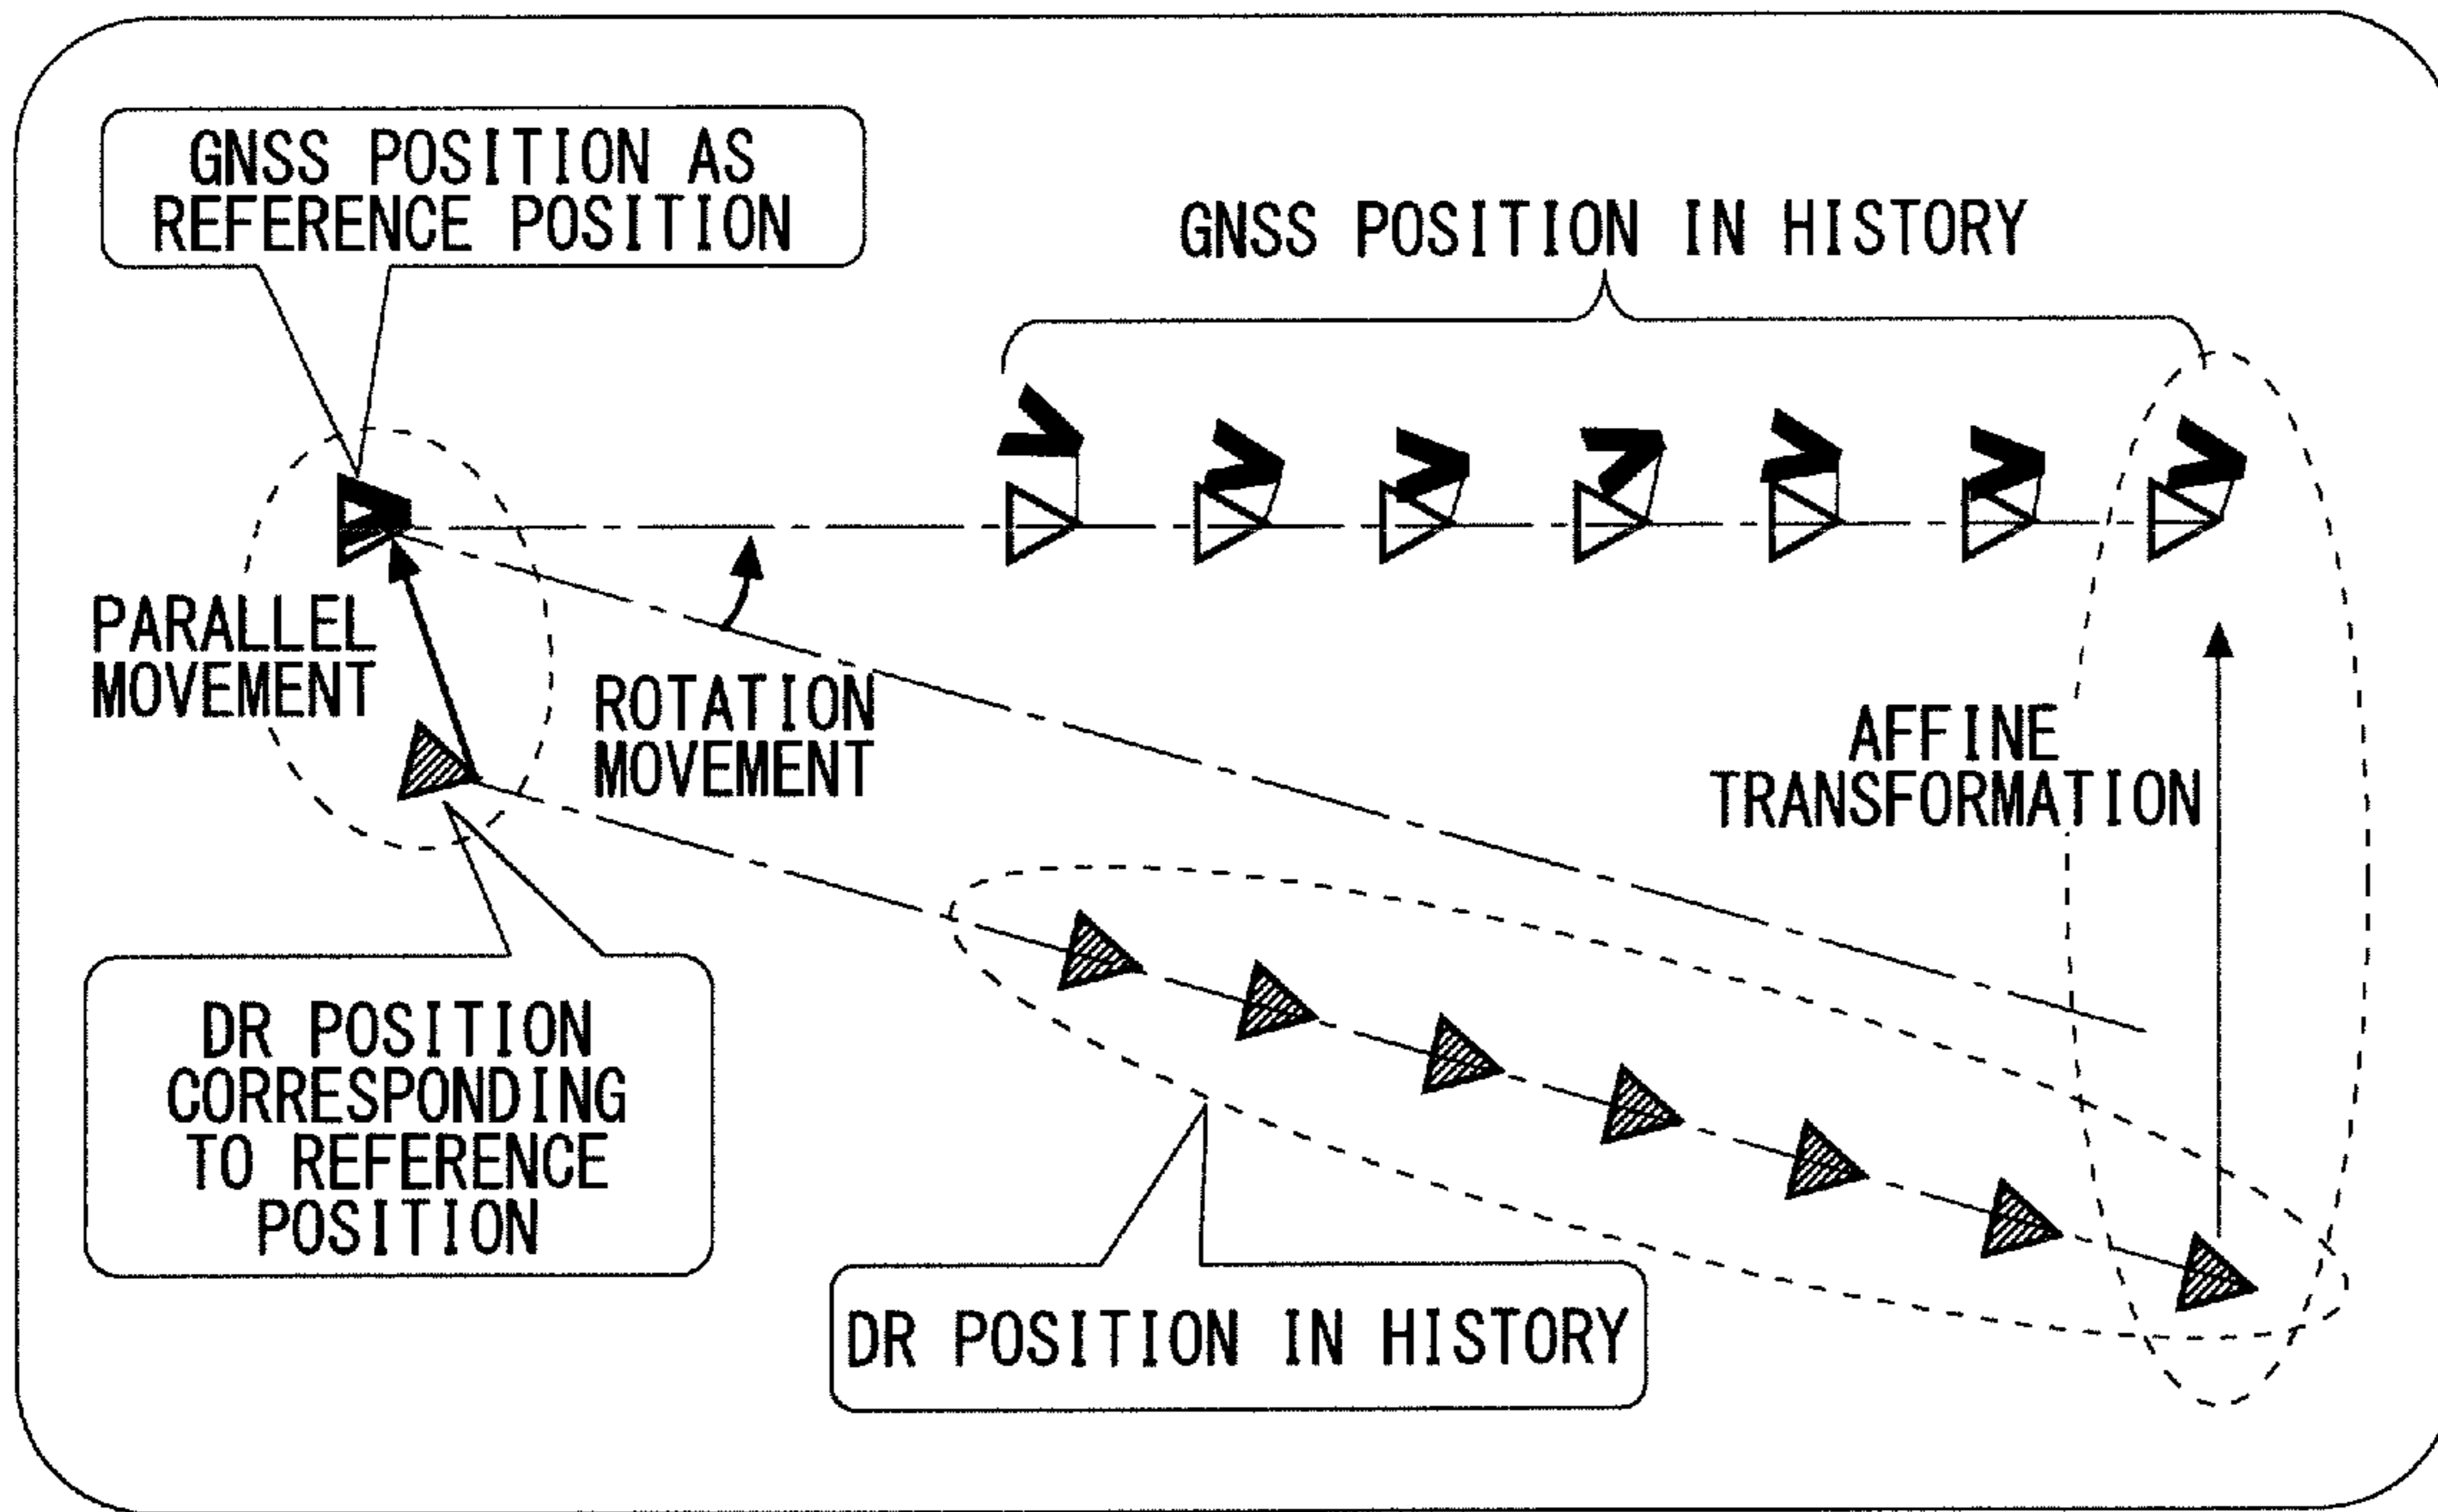 GNSS POSITION AS
REFERENCE POSITION
GNSS POSITION IN HISTORY
PARALLEL
MOVEMENT
ROTATION
MOVEMENT
AFFINE
TRANSFORMATION
DR POSITION
CORRESPONDING
TO REFERENCE
POSITION
DR POSITION IN HISTORY